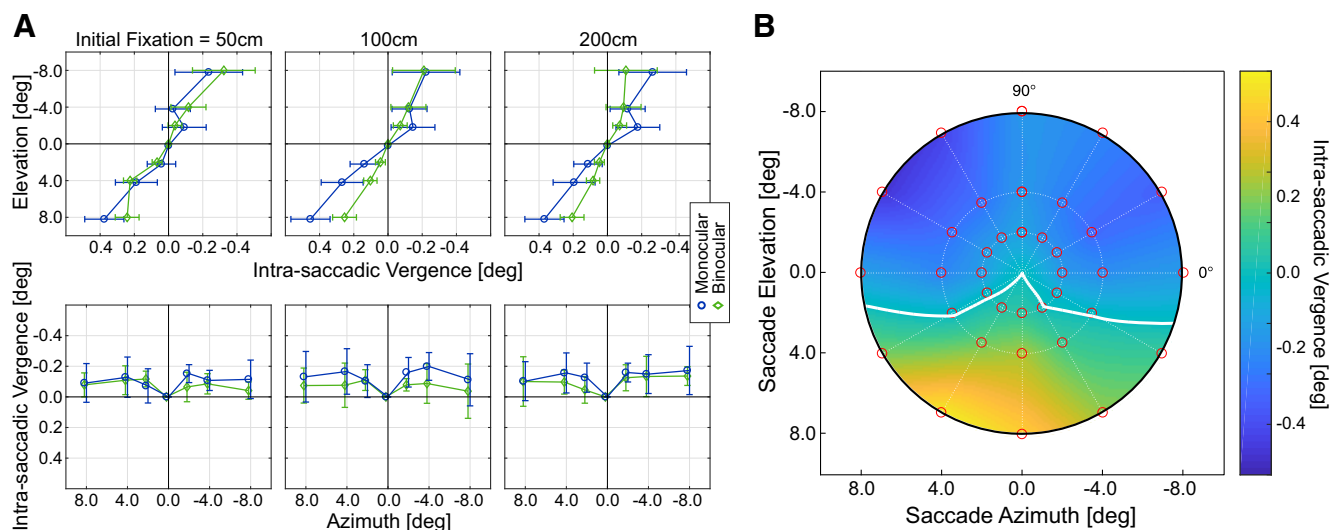 A
B
Initial Fixation = 50cm
100cm
200cm
Elevation [deg]
-8.0
-4.0
0.0
4.0
8.0
0.4 0.2 0.0 -0.2 -0.4
0.4 0.2 0.0 -0.2 -0.4
0.4 0.2 0.0 -0.2 -0.4
Intra-saccadic Vergence [deg]
Monocular
Binocular
Intra-saccadic Vergence [deg]
-0.4
-0.2
0.0
0.2
0.4
8.0 4.0 0.0 -4.0 -8.0
8.0 4.0 0.0 -4.0 -8.0
8.0 4.0 0.0 -4.0 -8.0
Azimuth [deg]
Saccade Elevation [deg]
-8.0
-4.0
0.0
4.0
8.0
90°
0°
8.0 4.0 0.0 -4.0 -8.0
Saccade Azimuth [deg]
0.4
0.2
0.0
-0.2
-0.4
Intra-saccadic Vergence [deg]